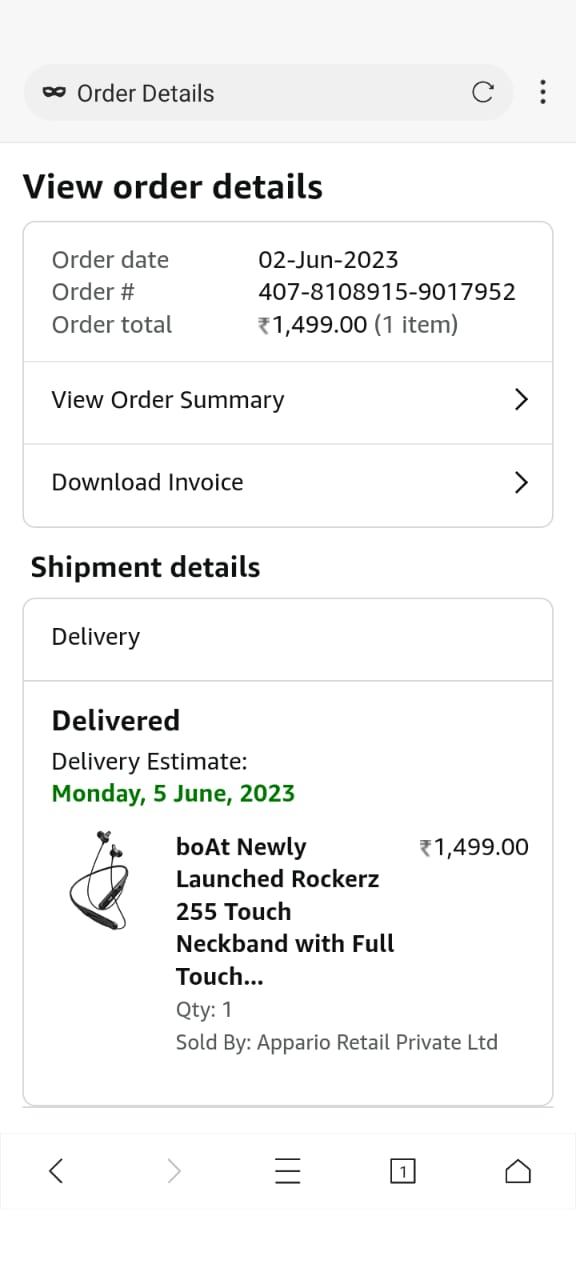 Order Details
View order details
Order date 02-Jun-2023
Order # 407-8108915-9017952
Order total ₹1,499.00 (1 item)
View Order Summary
Download Invoice
Shipment details
Delivery
Delivered
Delivery Estimate:
Monday, 5 June, 2023
boAt Newly ₹1,499.00
Launched Rockerz
255 Touch
Neckband with Full
Touch...
Qty: 1
Sold By: Appario Retail Private Ltd
1